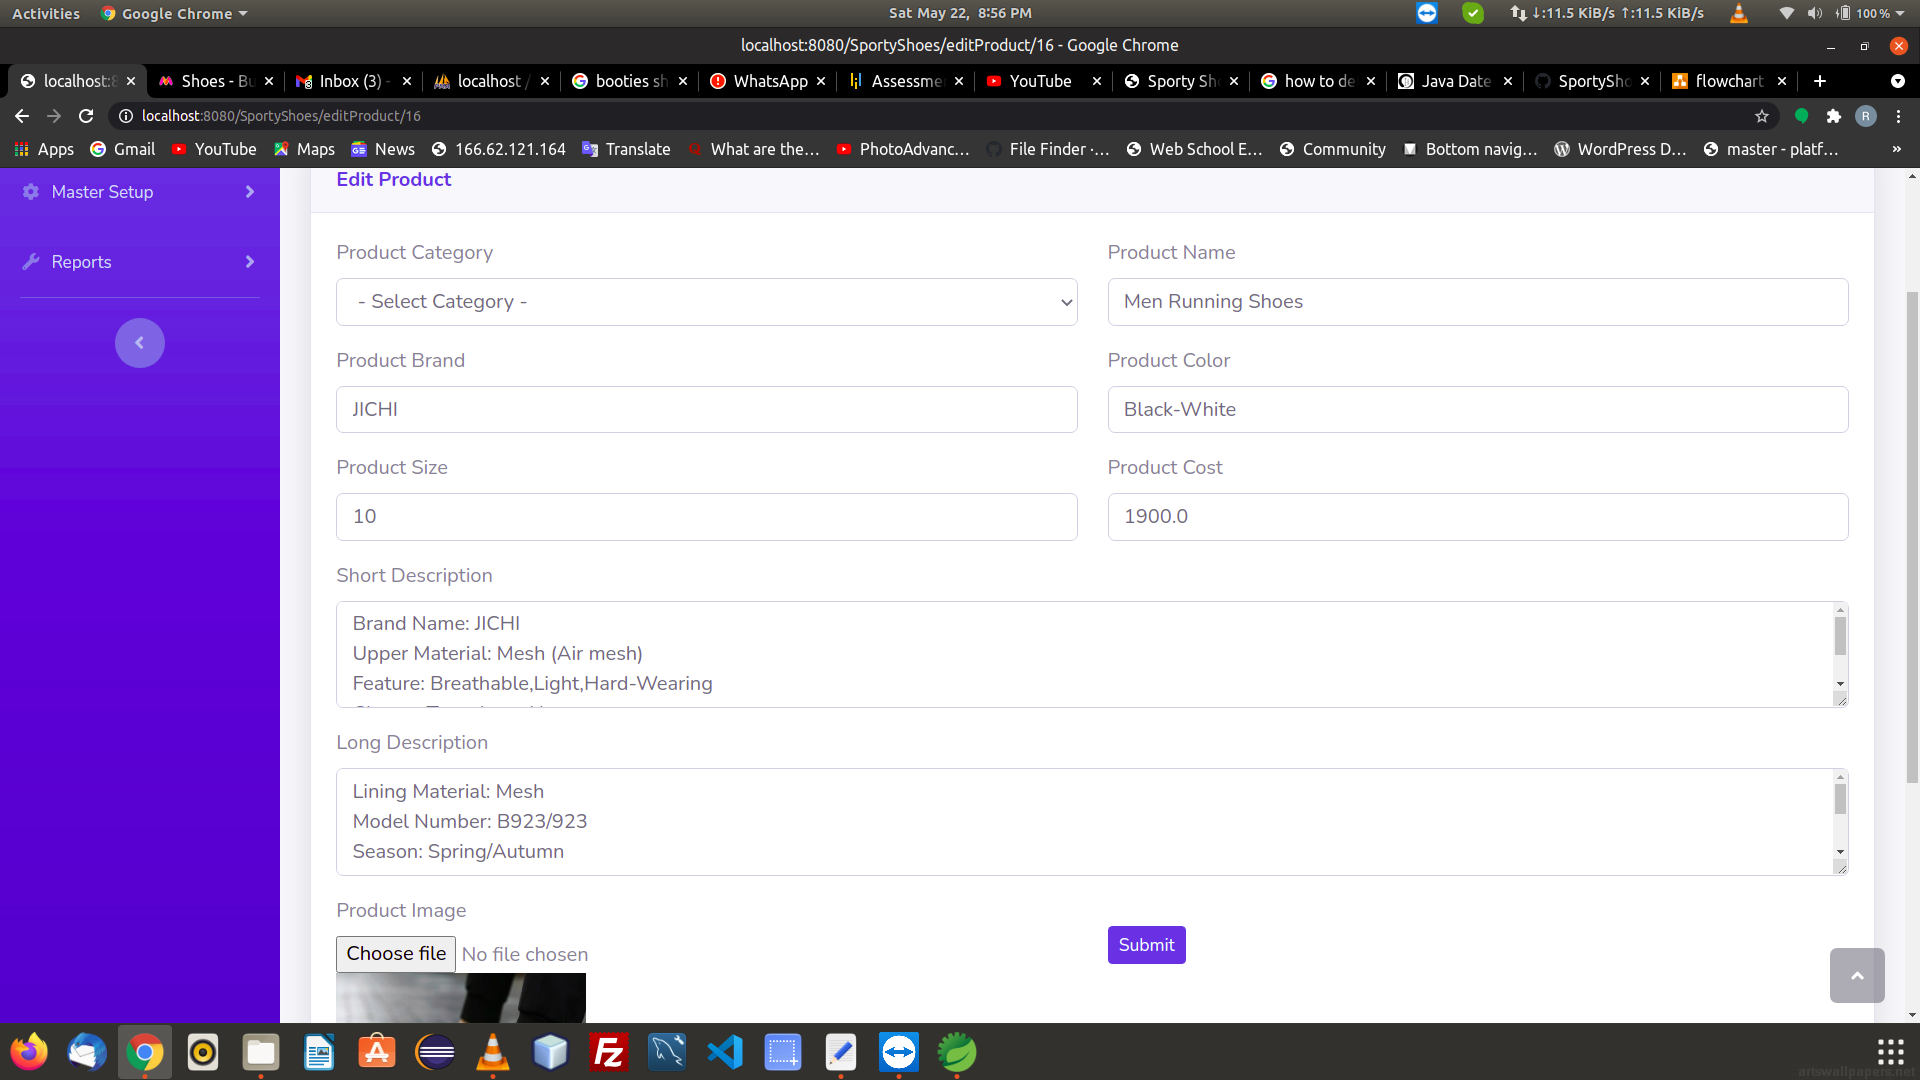 Activities Google Chrome Sat May 22, 8:56 PM ↓:11.5 KiB/s ↑:11.5 KiB/s 100 %
localhost:8080/SportyShoes/editProduct/16 - Google Chrome
localhost:8 Shoes - Bu Inbox (3) - localhost / booties sh WhatsApp Assessme YouTube Sporty Sh how to de Java Date SportySho flowchart
localhost:8080/SportyShoes/editProduct/16 R
Apps Gmail YouTube Maps News 166.62.121.164 Translate What are the... PhotoAdvanc... File Finder ·... Web School E... Community Bottom navig... WordPress D... master - platf... »
Master Setup
Reports
Edit Product
Product Category Product Name
- Select Category - Men Running Shoes
Product Brand Product Color
JICHI Black-White
Product Size Product Cost
10 1900.0
Short Description
Brand Name: JICHI
Upper Material: Mesh (Air mesh)
Feature: Breathable,Light,Hard-Wearing
Long Description
Lining Material: Mesh
Model Number: B923/923
Season: Spring/Autumn
Product Image
Choose file No file chosen
Submit
artswallpapers.net